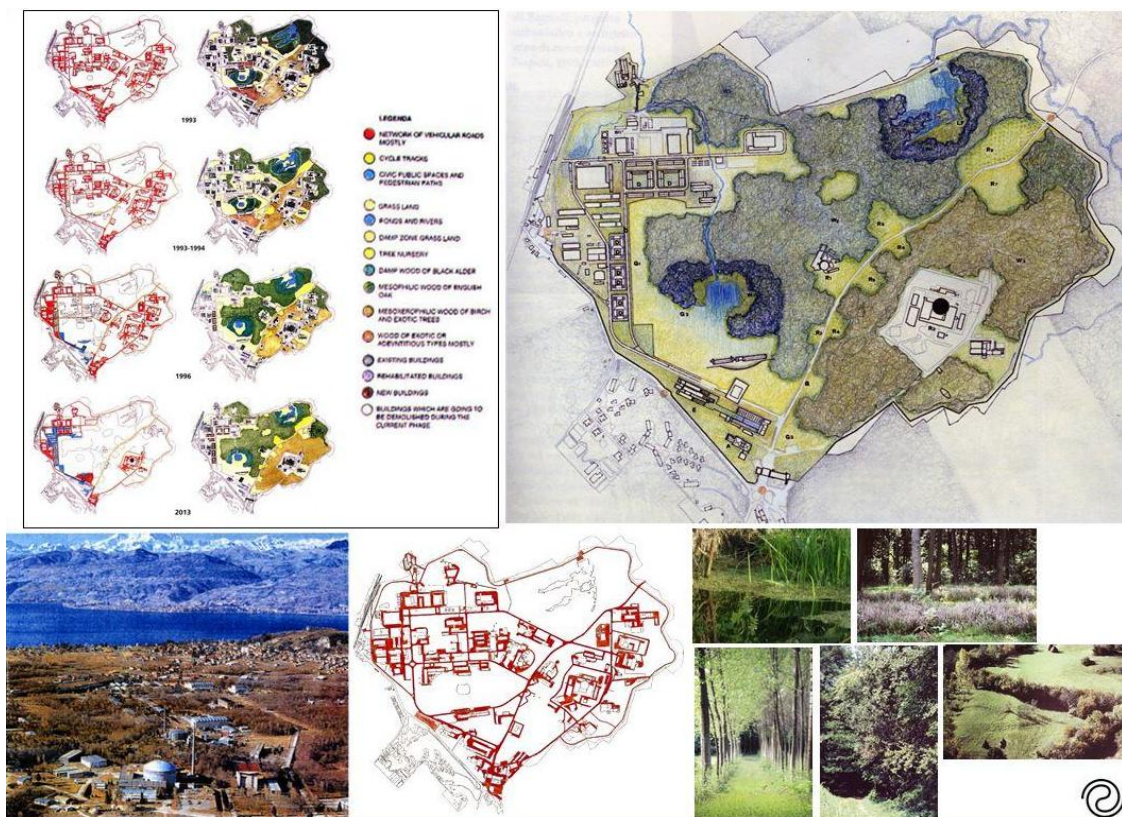 1993
1993-1994
1996
2013
LEGENDA
NETWORK OF VEHICULAR ROADS
MOSTLY
CYCLE TRACKS
CIVIC PUBLIC SPACES AND
PEDESTRIAN PATHS
GRASS LAND
PONDS AND RIVERS
DAMP ZONE GRASS LAND
TREE NURSERY
DAMP WOOD OF BLACK ALDER
MESOPHILIC WOOD OF ENGLISH
OAK
MESOXEROPHILIC WOOD OF BIRCH
AND EXOTIC TREES
WOOD OF EXOTIC OR
TYPES MOSTLY
EXISTING BUILDINGS
REHABILITATED BUILDINGS
NEW BUILDINGS
BUILDINGS WHICH ARE GOING TO
BE DEMOLISHED DURING THE
CURRENT PHASE